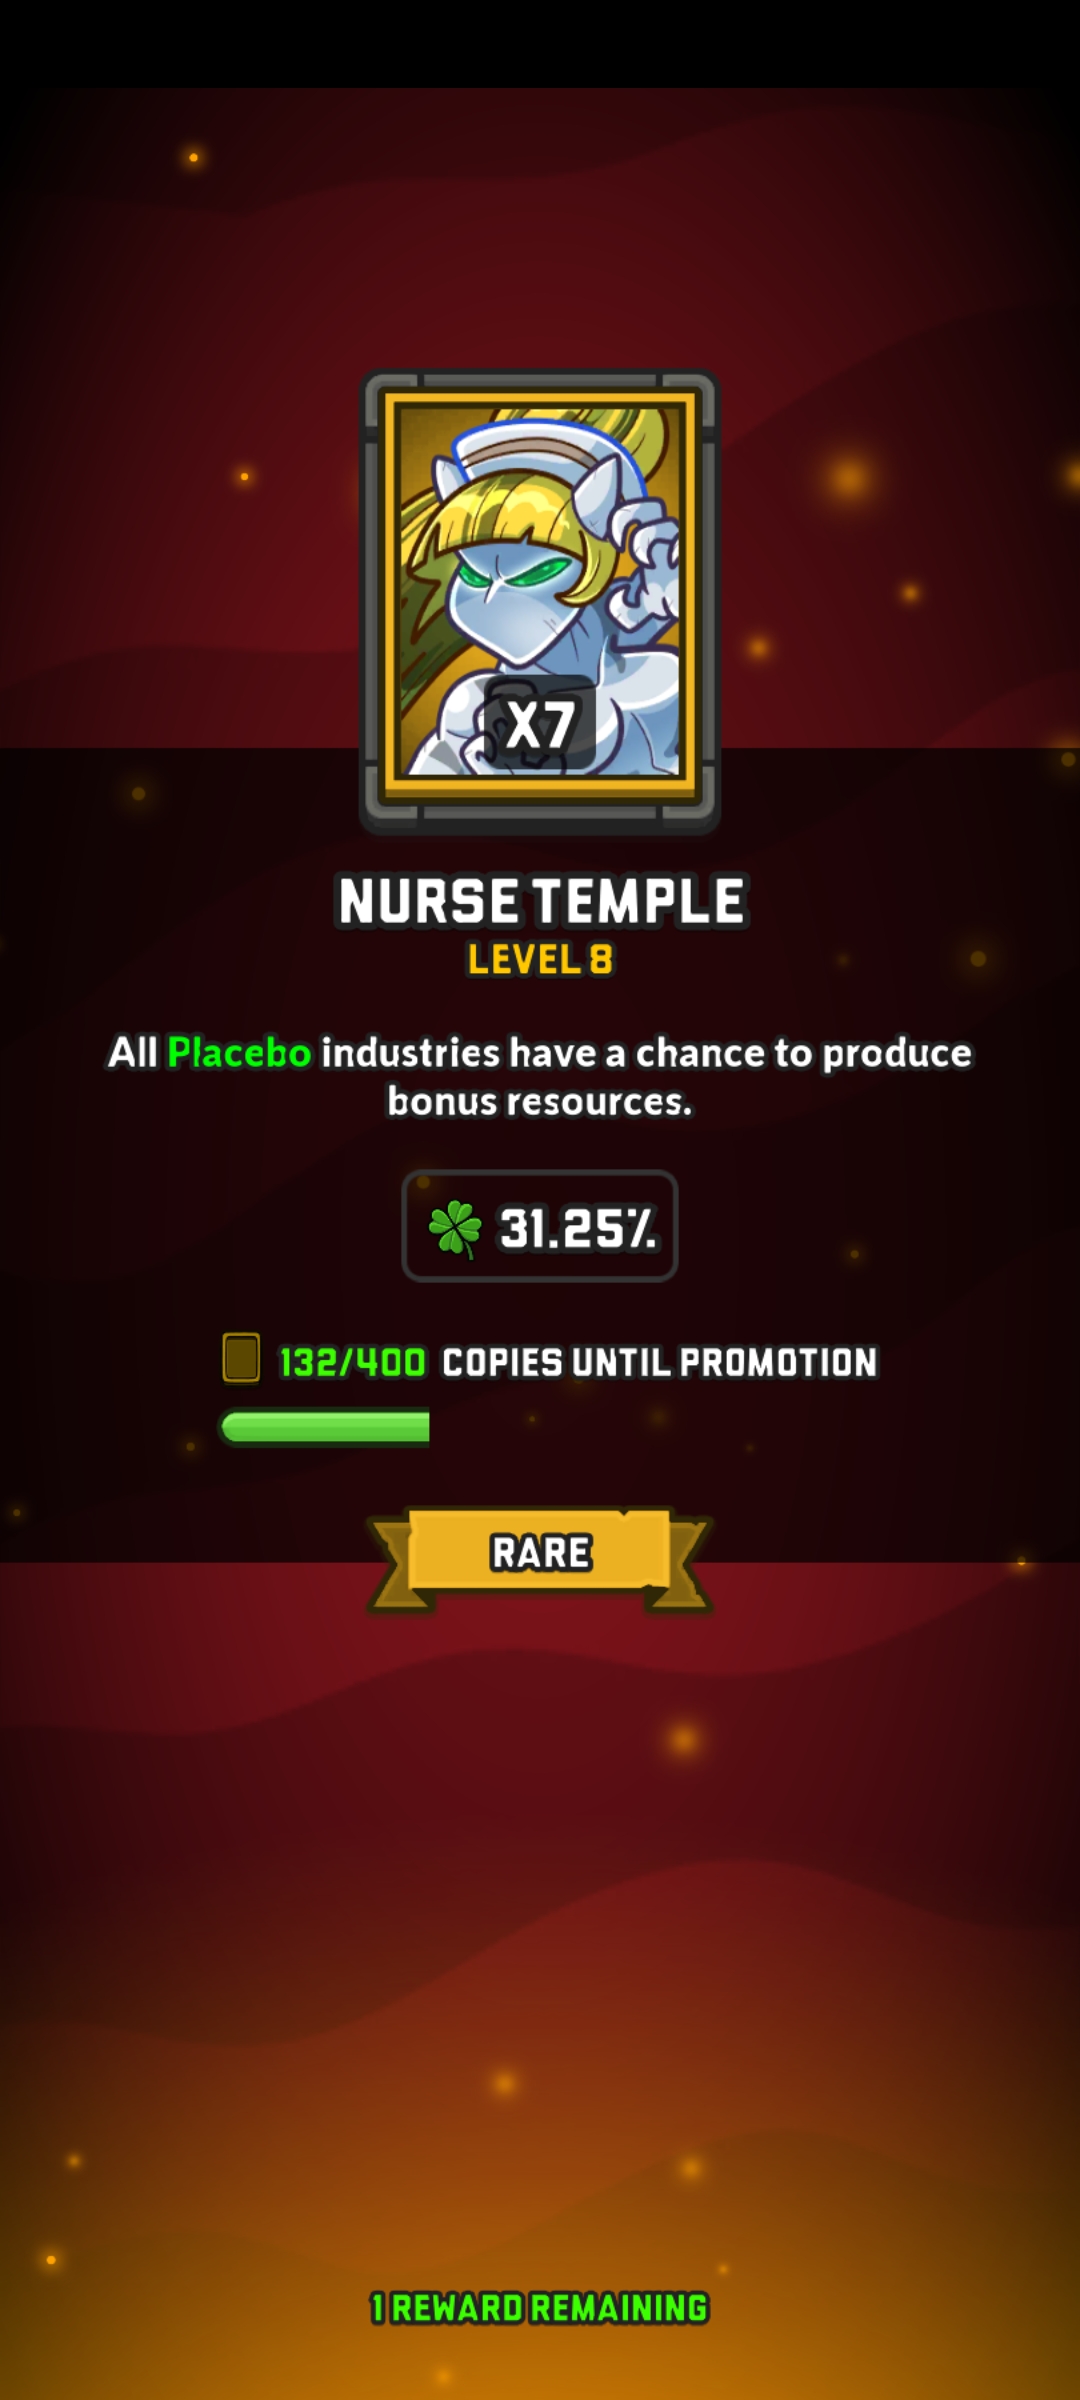 X7
NURSE TEMPLE
LEVEL 8
All Placebo industries have a chance to produce
bonus resources.
31.25%
132/400 COPIES UNTIL PROMOTION
RARE
1 REWARD REMAINING